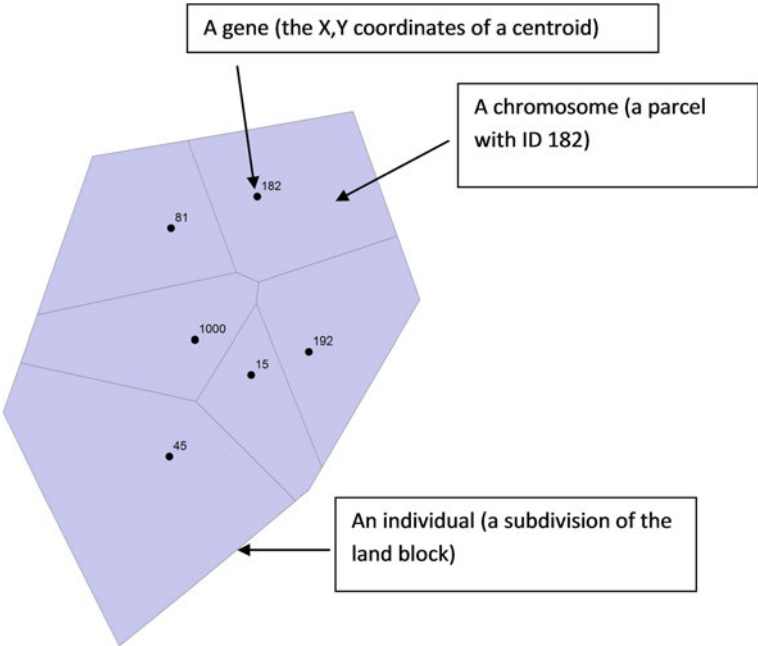 A gene (the X,Y coordinates of a centroid)
A chromosome (a parcel
with ID 182)
182
81
1000
192
15
45
An individual (a subdivision of the
land block)